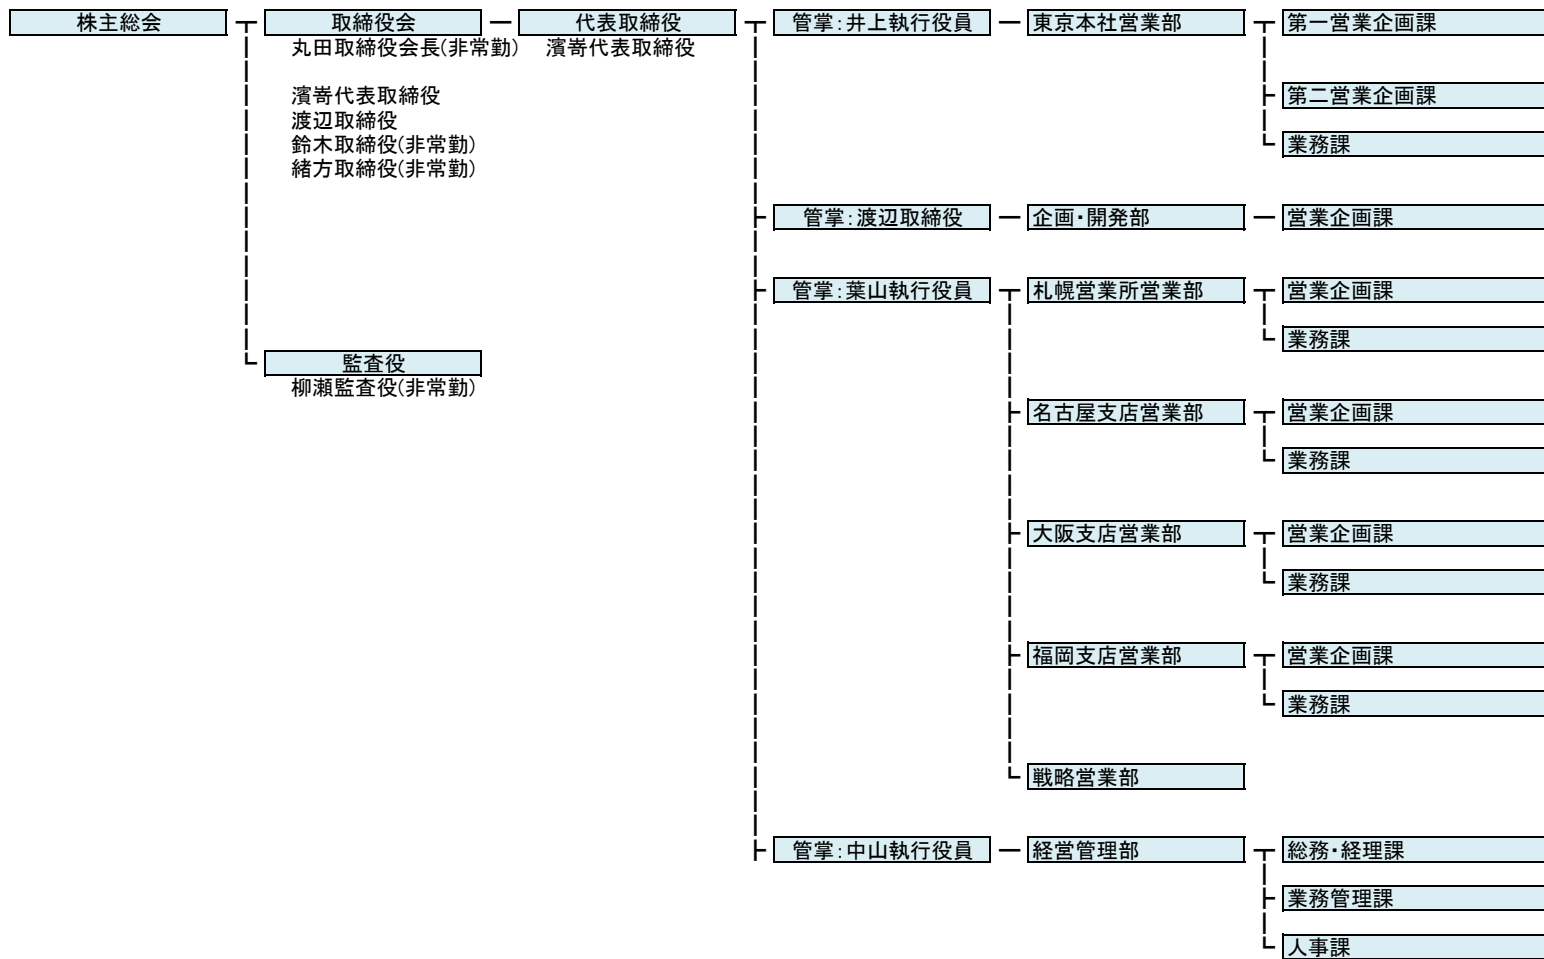 株主総会
取締役会
代表取締役
管掌:井上執行役員
東京本社営業部
第一営業企画課
丸田取締役会長(非常勤)
濱嵜代表取締役
濱嵜代表取締役
第二営業企画課
渡辺取締役
鈴木取締役(非常勤)
業務課
緒方取締役(非常勤)
管掌:渡辺取締役
企画・開発部
営業企画課
管掌:葉山執行役員
札幌営業所営業部
営業企画課
業務課
監査役
柳瀬監査役(非常勤)
名古屋支店営業部
営業企画課
業務課
大阪支店営業部
営業企画課
業務課
福岡支店営業部
営業企画課
業務課
戦略営業部
管掌:中山執行役員
経営管理部
総務・経理課
業務管理課
人事課